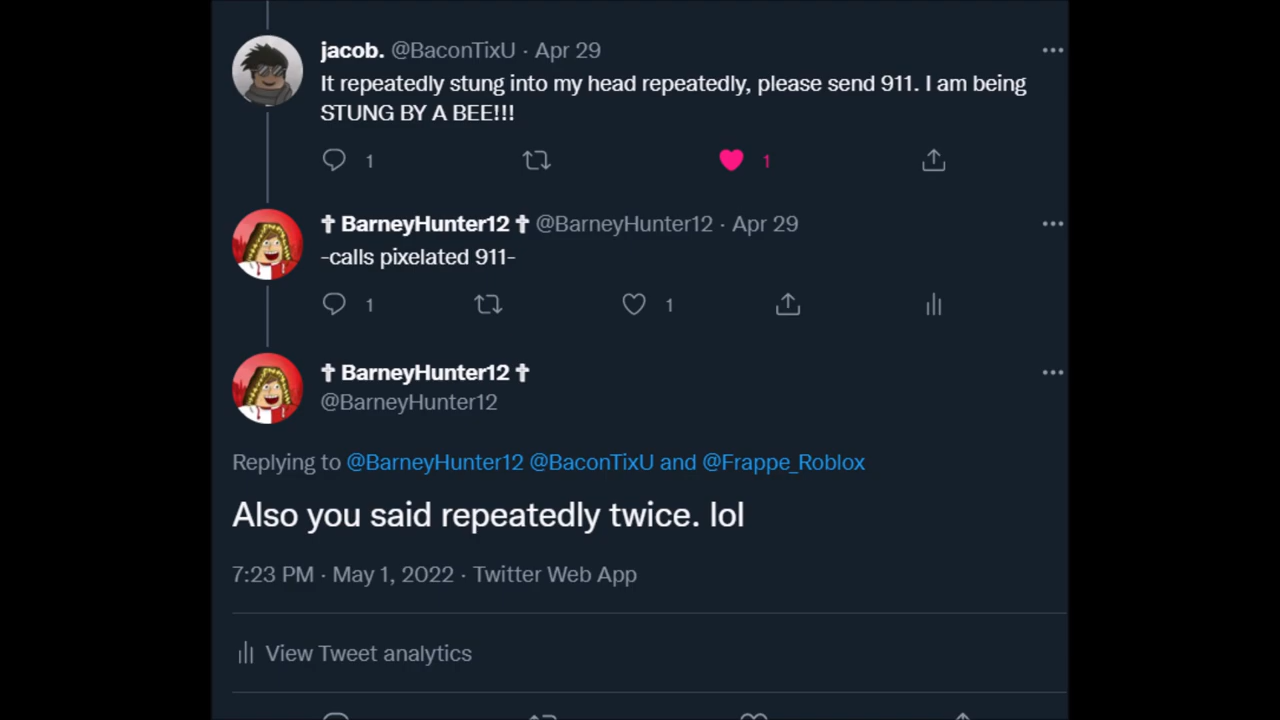 jacob. @BaconTixU · Apr 29
It repeatedly stung into my head repeatedly, please send 911. I am being
STUNG BY A BEE!!!
1 1
✝ BarneyHunter12 ✝ @BarneyHunter12 · Apr 29
-calls pixelated 911-
1 1
✝ BarneyHunter12 ✝
@BarneyHunter12
Replying to @BarneyHunter12 @BaconTixU and @Frappe_Roblox
Also you said repeatedly twice. lol
7:23 PM · May 1, 2022 · Twitter Web App
View Tweet analytics